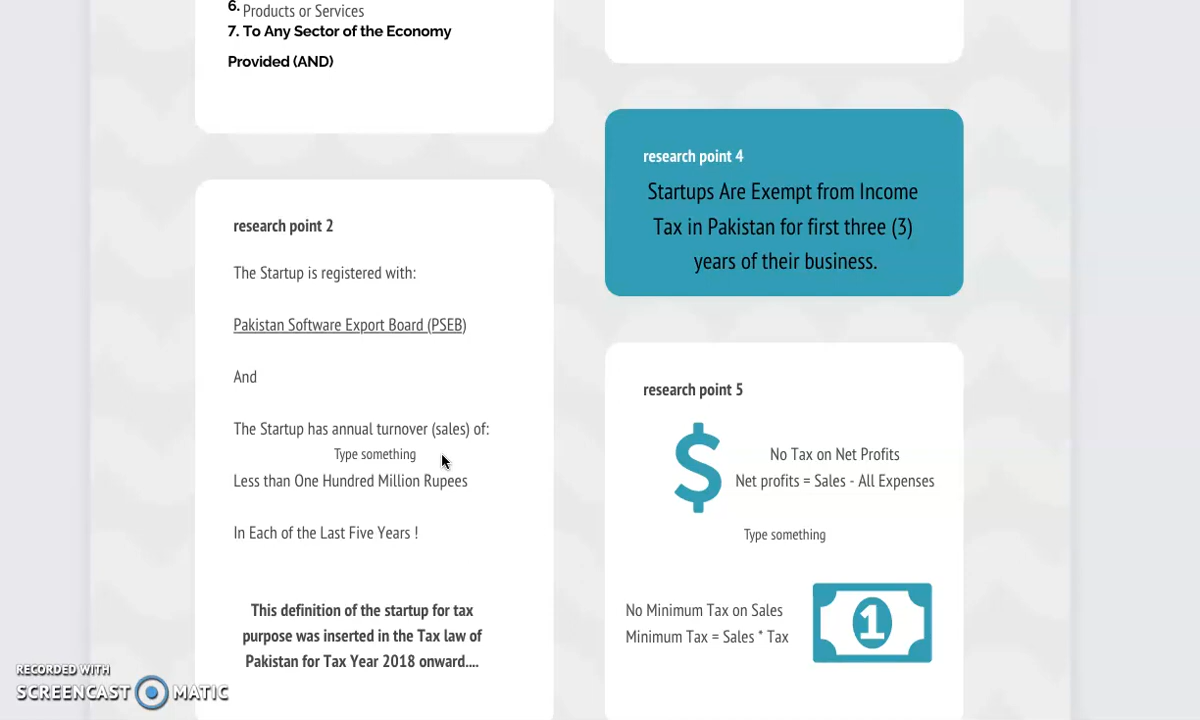 6. Products or Services
7. To Any Sector of the Economy
Provided (AND)
research point 2
The Startup is registered with:
Pakistan Software Export Board (PSEB)
And
The Startup has annual turnover (sales) of:
Type something
Less than One Hundred Million Rupees
In Each of the Last Five Years !
This definition of the startup for tax
purpose was inserted in the Tax law of
Pakistan for Tax Year 2018 onward....
research point 4
Startups Are Exempt from Income
Tax in Pakistan for first three (3)
years of their business.
research point 5
$
No Tax on Net Profits
Net profits = Sales - All Expenses
Type something
No Minimum Tax on Sales
Minimum Tax = Sales * Tax
1
RECORDED WITH
SCREENCAST MATIC